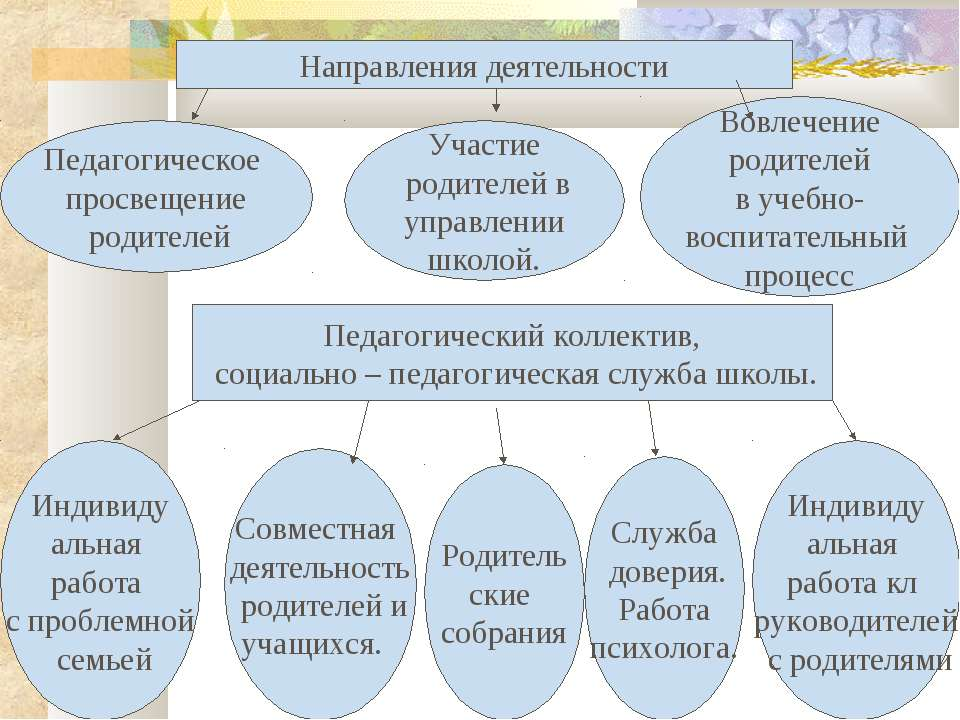 Направления деятельности
Педагогическое
просвещение
родителей
Участие
родителей в
управлении
школой.
Вовлечение
родителей
в учебно-
воспитательный
процесс
Педагогический коллектив,
социально – педагогическая служба школы.
Индивиду
альная
работа
с проблемной
семьей
Совместная
деятельность
родителей и
учащихся.
Родитель
ские
собрания
Служба
доверия.
Работа
психолога.
Индивиду
альная
работа кл
руководителей
с родителями